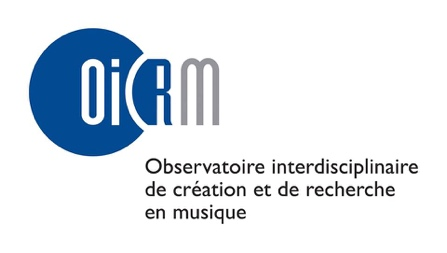 OiCRM
Observatoire interdisciplinaire
de création et de recherche
en musique